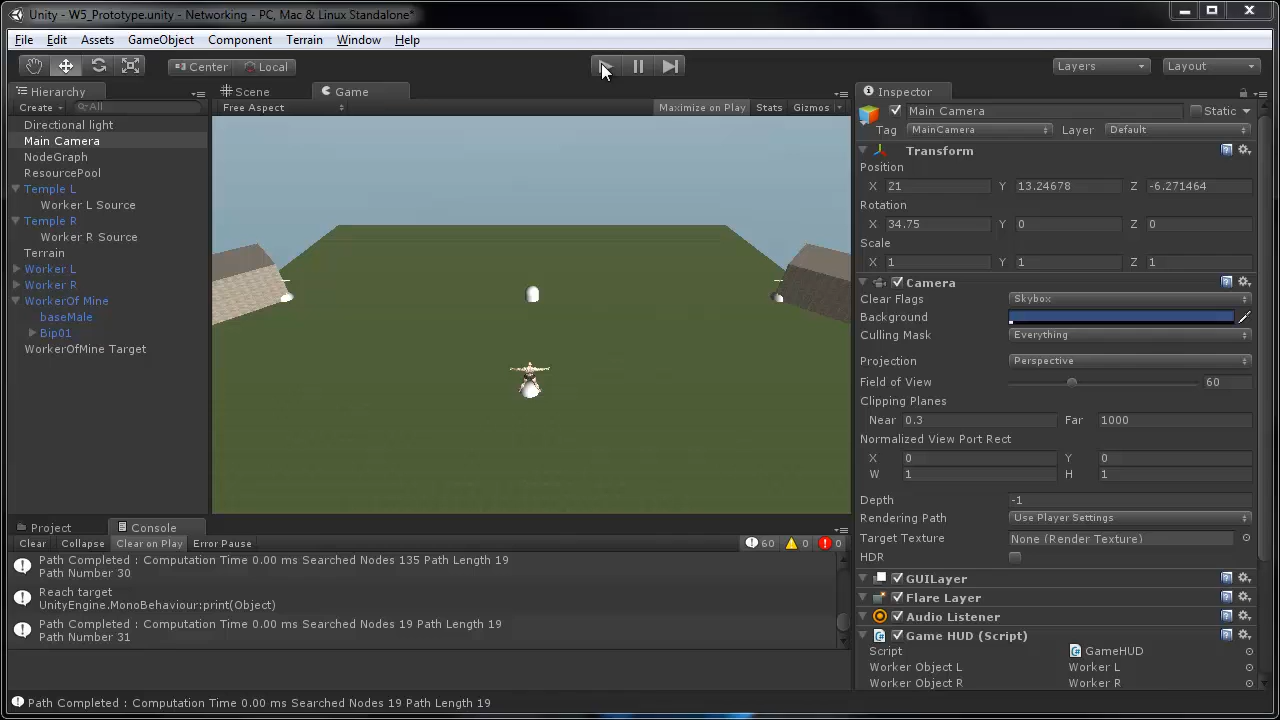 Unity - W5_Prototype.unity - Networking - PC, Mac & Linux Standalone*
File Edit Assets GameObject Component Terrain Window Help
Center Local Layers Layout
Hierarchy Scene Game Inspector
Create All Free Aspect Maximize on Play Stats Gizmos
Main Camera Static
Tag MainCamera Layer Default
Directional light
Main Camera
NodeGraph
ResourcePool
Temple L
Worker L Source
Temple R
Worker R Source
Terrain
Worker L
Worker R
WorkerOf Mine
baseMale
Bip01
WorkerOfMine Target
Transform
Position
X 21 Y 13.24678 Z -6.271464
Rotation
X 34.75 Y 0 Z 0
Scale
X 1 Y 1 Z 1
Camera
Clear Flags Skybox
Background
Culling Mask Everything
Projection Perspective
Field of View 60
Clipping Planes
Near 0.3 Far 1000
Normalized View Port Rect
X 0 Y 0
W 1 H 1
Depth -1
Rendering Path Use Player Settings
Target Texture None (Render Texture)
HDR
GUILayer
Flare Layer
Audio Listener
Game HUD (Script)
Script GameHUD
Worker Object L Worker L
Worker Object R Worker R
Project Console
Clear Collapse Clear on Play Error Pause 60 0 0
Path Completed : Computation Time 0.00 ms Searched Nodes 135 Path Length 19
Path Number 30
Reach target
UnityEngine.MonoBehaviour:print(Object)
Path Completed : Computation Time 0.00 ms Searched Nodes 19 Path Length 19
Path Number 31
Path Completed : Computation Time 0.00 ms Searched Nodes 19 Path Length 19